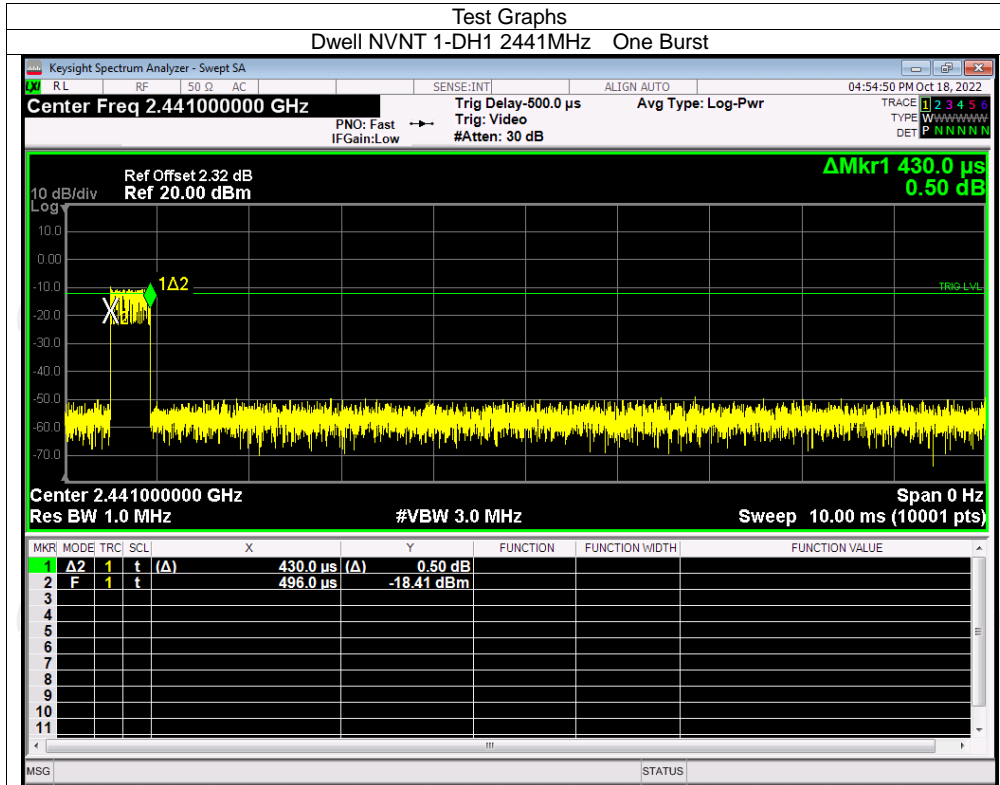 Test Graphs
Dwell NVNT 1-DH1 2441MHz One Burst
Keysight Spectrum Analyzer - Swept SA
LXI RL RF 50 Ω AC SENSE:INT ALIGN AUTO 04:54:50 PM Oct 18, 2022
Center Freq 2.441000000 GHz
Trig Delay-500.0 µs Avg Type: Log-Pwr TRACE 1 2 3 4 5 6
PNO: Fast Trig: Video TYPE WWWWWW
IFGain:Low #Atten: 30 dB DET P N N N N N
ΔMkr1 430.0 µs
0.50 dB
Ref Offset 2.32 dB
10 dB/div Ref 20.00 dBm
Log
10.0
0.00
-10.0
1Δ2
TRIG LVL
-20.0
-30.0
-40.0
-50.0
-60.0
-70.0
Center 2.441000000 GHz Span 0 Hz
Res BW 1.0 MHz #VBW 3.0 MHz Sweep 10.00 ms (10001 pts)
MKR MODE TRC SCL X Y FUNCTION FUNCTION WIDTH FUNCTION VALUE
1 Δ2 1 t (Δ) 430.0 µs (Δ) 0.50 dB
2 F 1 t 496.0 µs -18.41 dBm
3
4
5
6
7
8
9
10
11
MSG STATUS